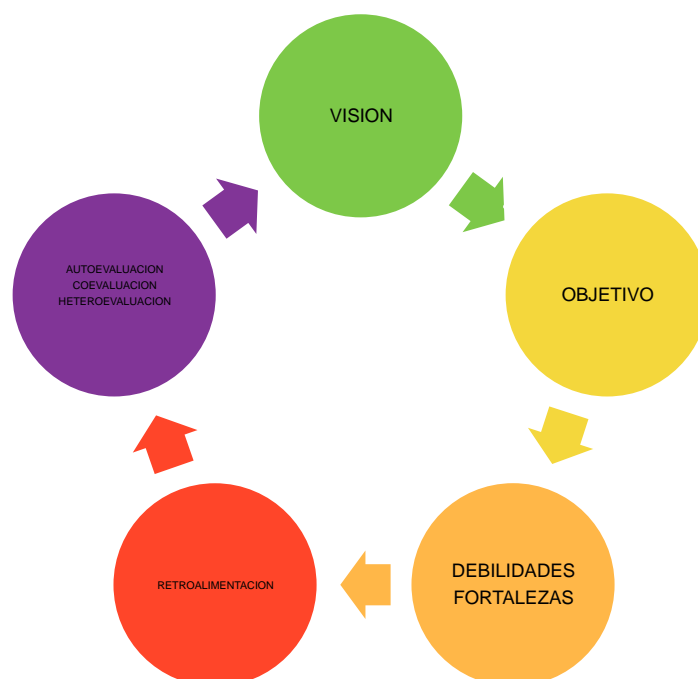 VISION
OBJETIVO
DEBILIDADES
FORTALEZAS
RETROALIMENTACION
AUTOEVALUACION
COEVALUACION
HETEROEVALUACION